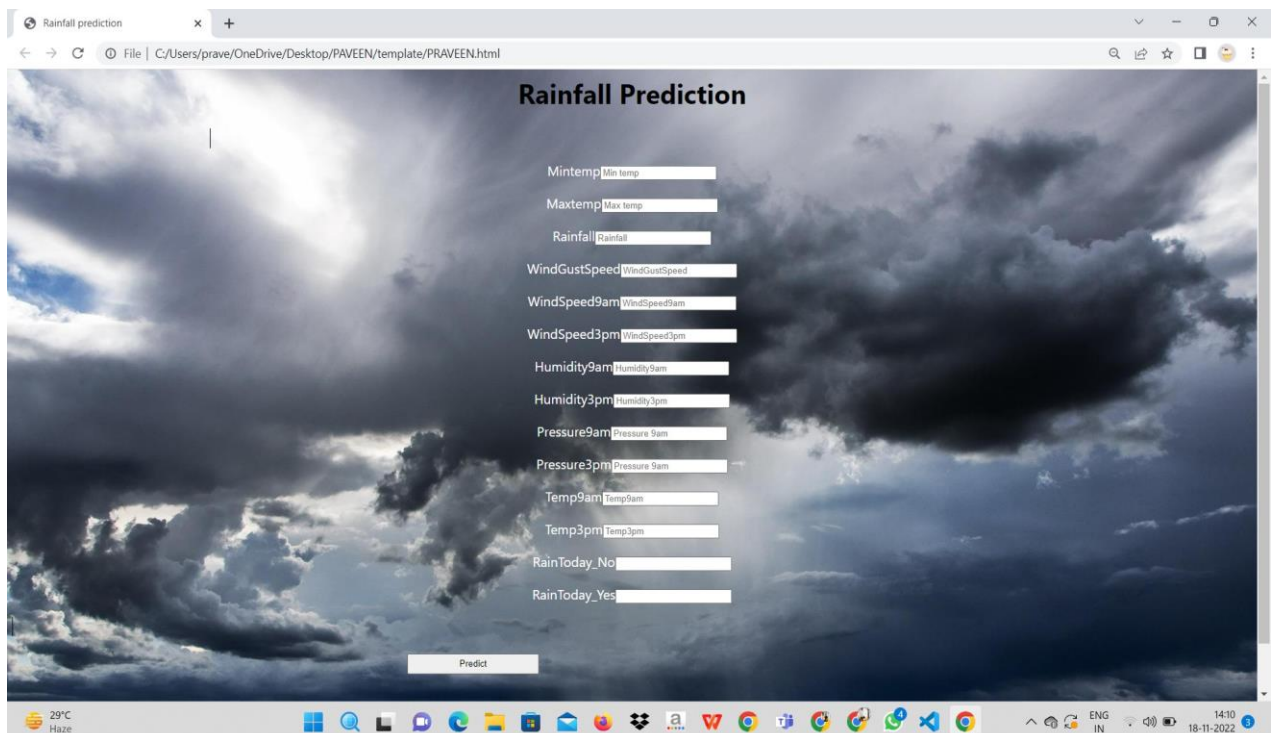 Rainfall prediction
File | C:/Users/prave/OneDrive/Desktop/PAVEEN/template/PRAVEEN.html
Rainfall Prediction
Mintemp Min temp
Maxtemp Max temp
Rainfall Rainfall
WindGustSpeed WindGustSpeed
WindSpeed9am WindSpeed9am
WindSpeed3pm WindSpeed3pm
Humidity9am Humidity9am
Humidity3pm Humidity3pm
Pressure9am Pressure 9am
Pressure3pm Pressure 9am
Temp9am Temp9am
Temp3pm Temp3pm
RainToday_No
RainToday_Yes
Predict
29°C
Haze
a
4
ENG
IN
14:10
18-11-2022
3